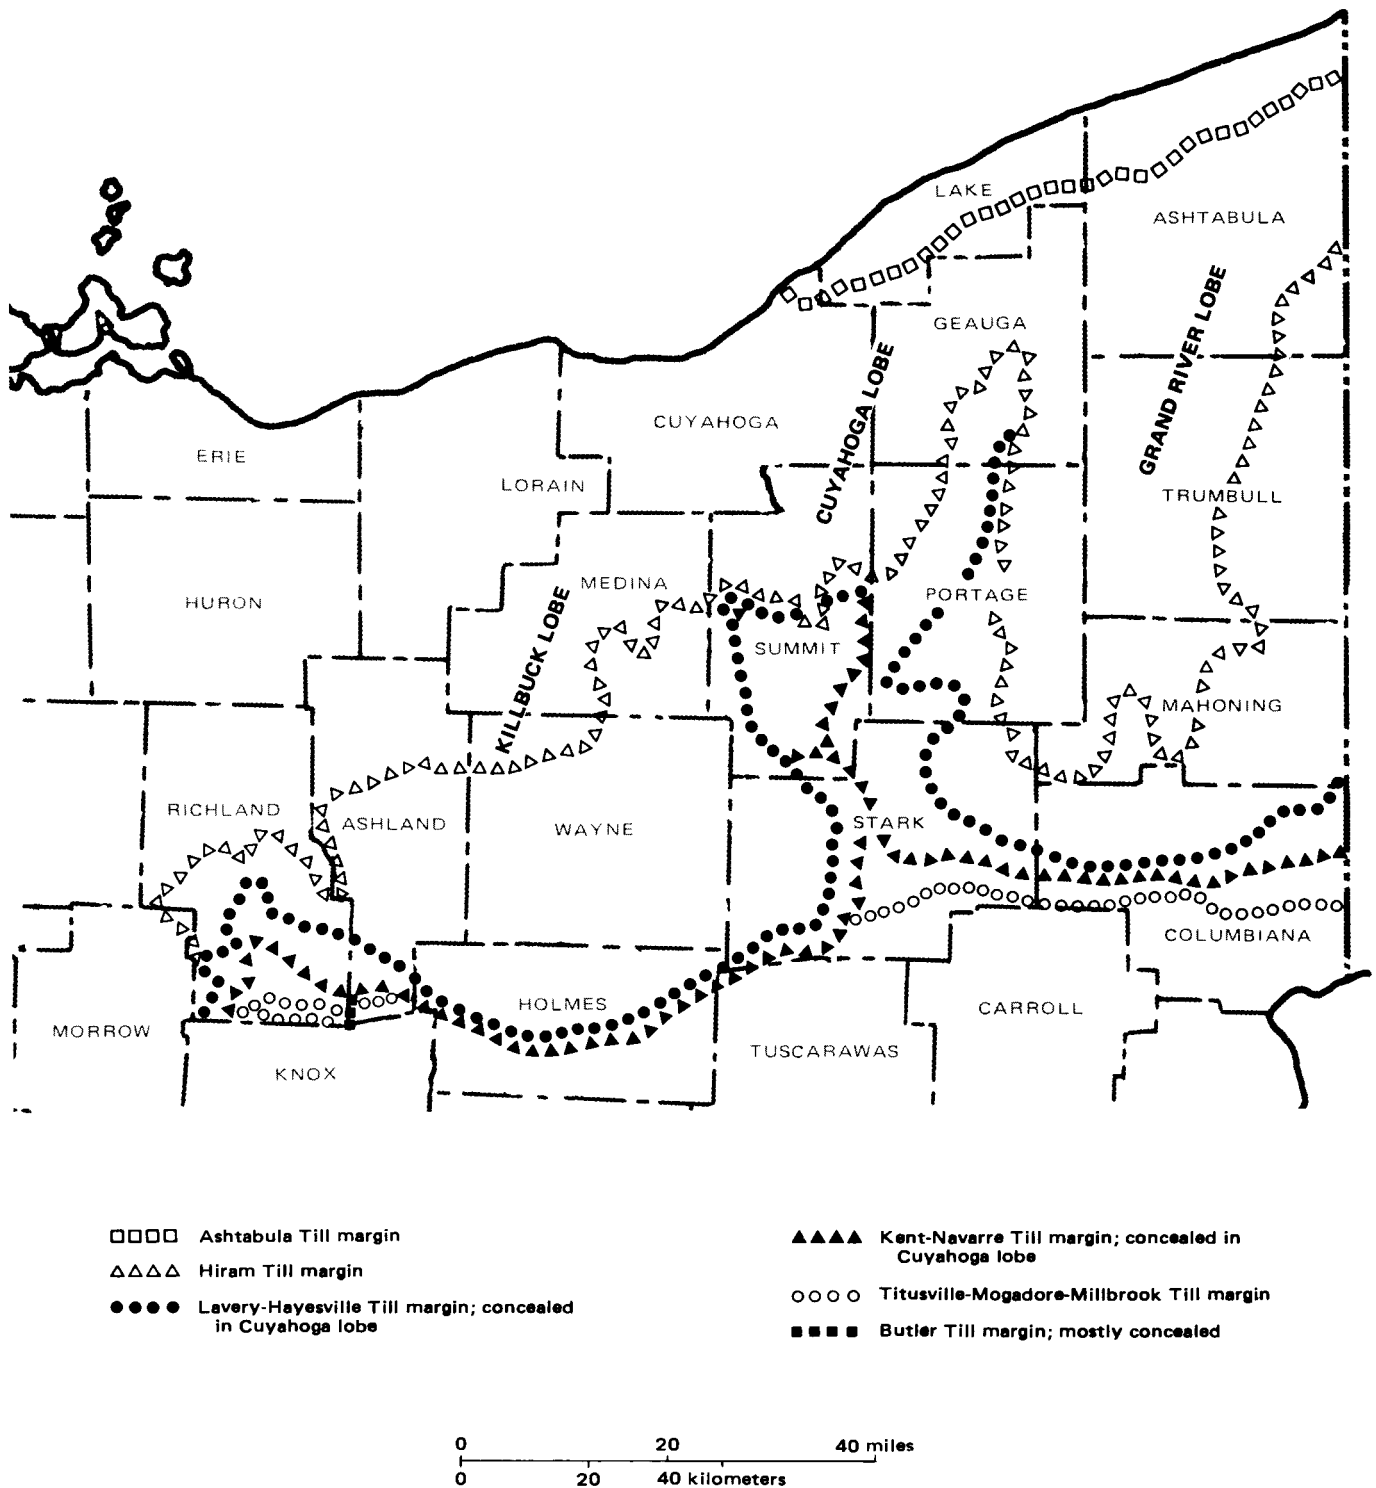 LAKE
ASHTABULA
GRAND RIVER LOBE
GEAUGA
CUYAHOGA LOBE
CUYAHOGA
ERIE
LORAIN
TRUMBULL
MEDINA
HURON
PORTAGE
KILLBUCK LOBE
SUMMIT
MAHONING
RICHLAND
ASHLAND
WAYNE
STARK
COLUMBIANA
HOLMES
CARROLL
MORROW
TUSCARAWAS
KNOX
Ashtabula Till margin
Hiram Till margin
Lavery-Hayesville Till margin; concealed
in Cuyahoga lobe
Kent-Navarre Till margin; concealed in
Cuyahoga lobe
Titusville-Mogadore-Millbrook Till margin
Butler Till margin; mostly concealed
0 20 40 miles
0 20 40 kilometers